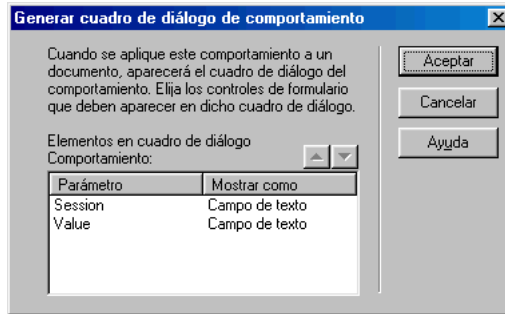 Generar cuadro de diálogo de comportamiento
Cuando se aplique este comportamiento a un
documento, aparecerá el cuadro de diálogo del
comportamiento. Elija los controles de formulario
que deben aparecer en dicho cuadro de diálogo.
Aceptar
Cancelar
Ayuda
Elementos en cuadro de diálogo
Comportamiento:
Parámetro Mostrar como
Session Campo de texto
Value Campo de texto